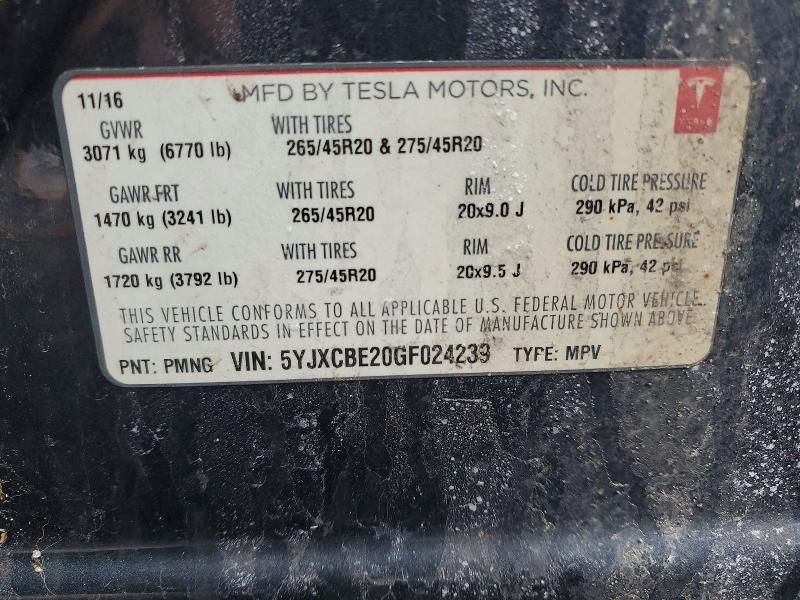 11/16 MFD BY TESLA MOTORS, INC.
GVWR WITH TIRES
3071 kg (6770 lb) 265/45R20 & 275/45R20
GAWR FRT WITH TIRES RIM COLD TIRE PRESSURE
1470 kg (3241 lb) 265/45R20 20x9.0 J 290 kPa, 42 psi
GAWR RR WITH TIRES RIM COLD TIRE PRESSURE
1720 kg (3792 lb) 275/45R20 20x9.5 J 290 kPa, 42 psi
THIS VEHICLE CONFORMS TO ALL APPLICABLE U.S. FEDERAL MOTOR VEHICLE
SAFETY STANDARDS IN EFFECT ON THE DATE OF MANUFACTURE SHOWN ABOVE
PNT: PMNG VIN: 5YJXCBE20GF024239 TYPE: MPV